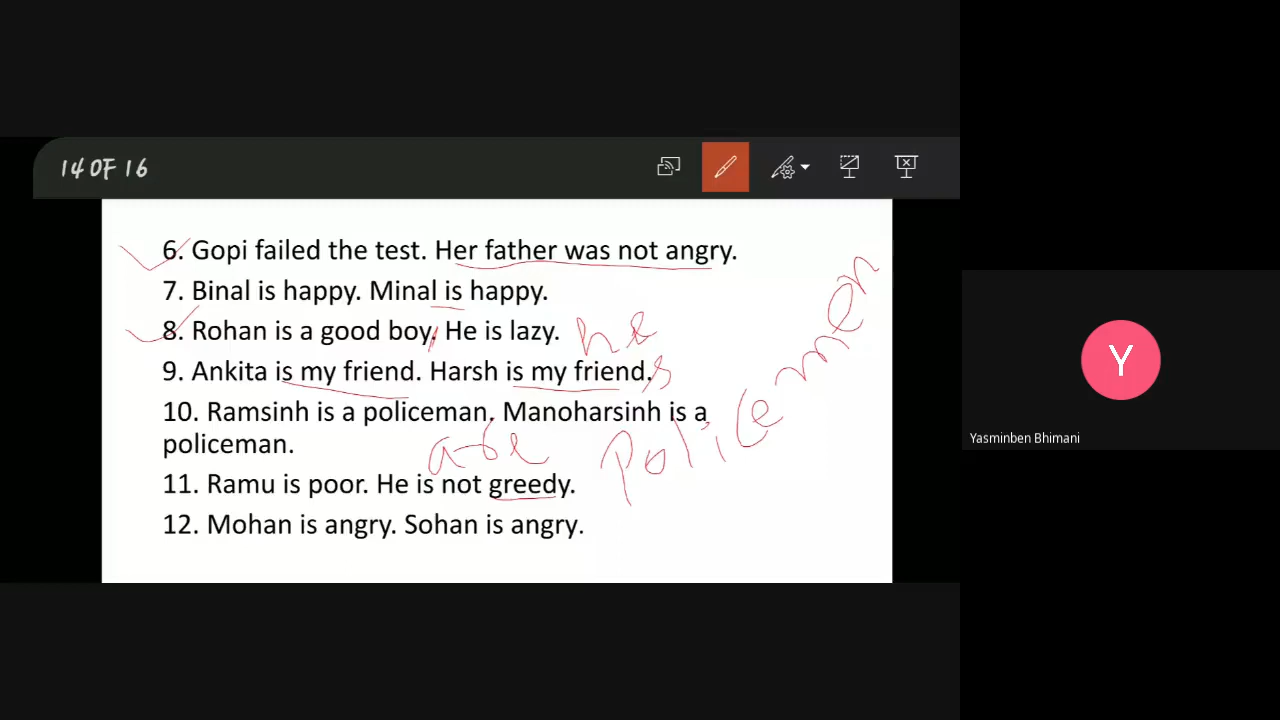 14 OF 16
6. Gopi failed the test. Her father was not angry.
7. Binal is happy. Minal is happy.
8. Rohan is a good boy. He is lazy. he
9. Ankita is my friend. Harsh is my friend.s
10. Ramsinh is a policeman. Manoharsinh is a
policeman.
are policemen
11. Ramu is poor. He is not greedy.
12. Mohan is angry. Sohan is angry.
Y
Yasminben Bhimani